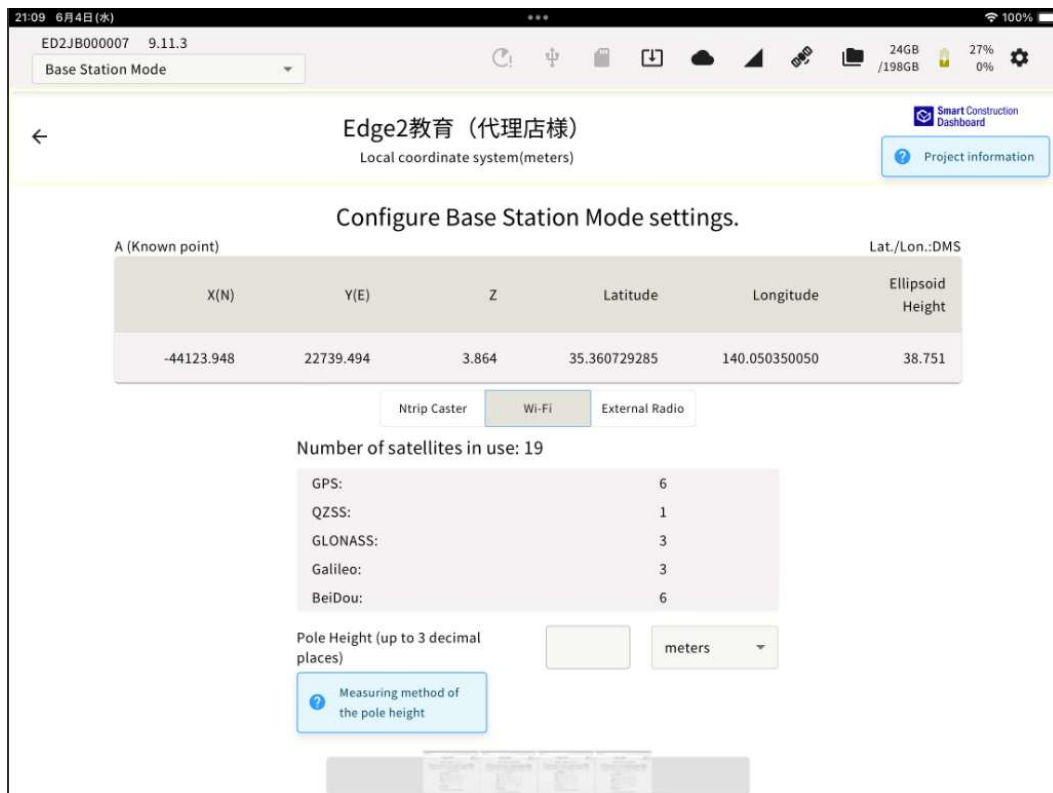 21:09 6月4日(水)
100%
ED2JB000007 9.11.3
Base Station Mode
24GB
/198GB
27%
0%
Edge2教育（代理店様）
Local coordinate system(meters)
Smart Construction
Dashboard
Project information
Configure Base Station Mode settings.
A (Known point)
Lat./Lon.:DMS
X(N) Y(E) Z Latitude Longitude Ellipsoid
Height
-44123.948 22739.494 3.864 35.360729285 140.050350050 38.751
Ntrip Caster Wi-Fi External Radio
Number of satellites in use: 19
GPS: 6
QZSS: 1
GLONASS: 3
Galileo: 3
BeiDou: 6
Pole Height (up to 3 decimal
places)
meters
Measuring method of
the pole height